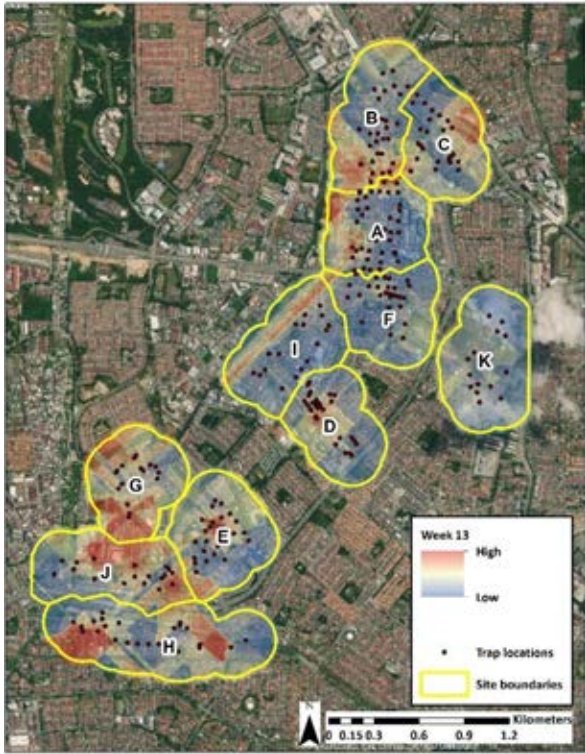 B
C
A
F
I
K
D
G
E
J
H
Week 13
High
Low
Trap locations
Site boundaries
N
Kilometers
0 0.15 0.3 0.6 0.9 1.2